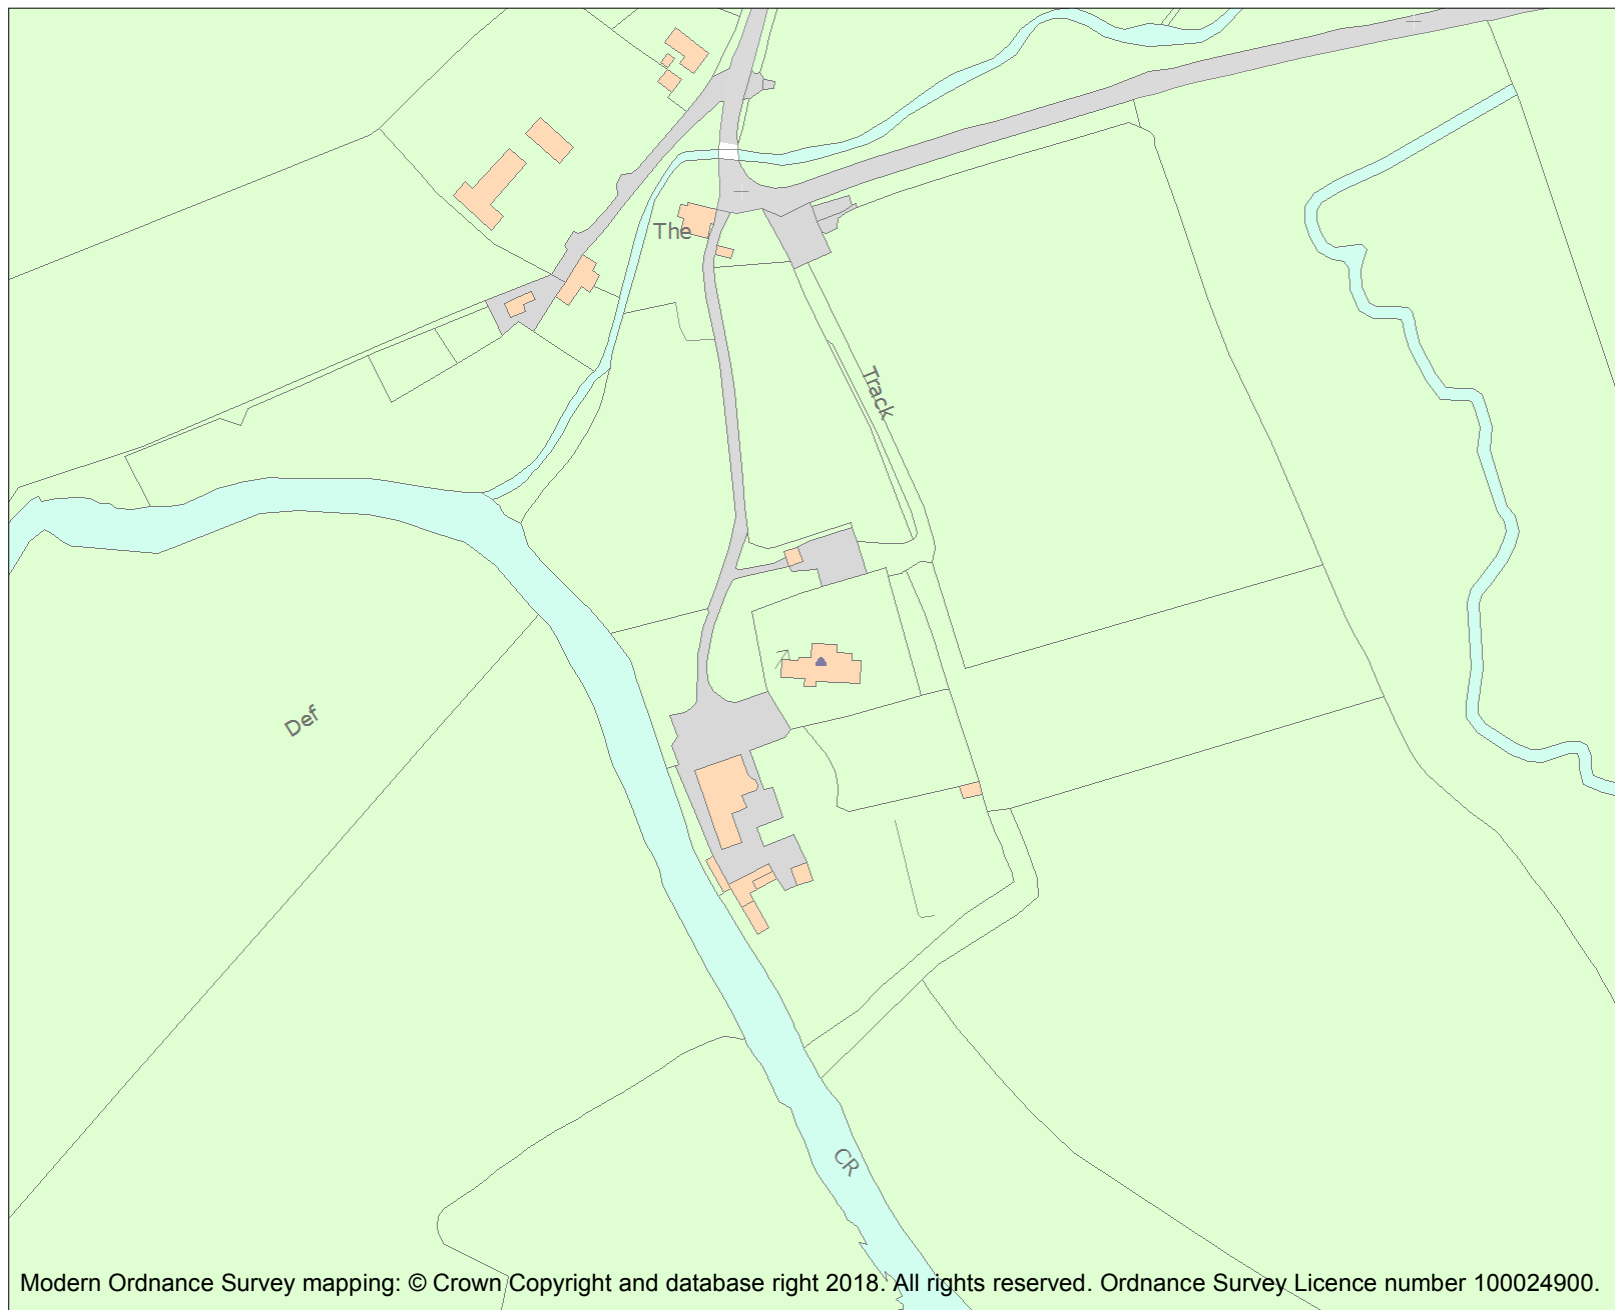 The
Track
Def
CR
Modern Ordnance Survey mapping: © Crown Copyright and database right 2018. All rights reserved. Ordnance Survey Licence number 100024900.